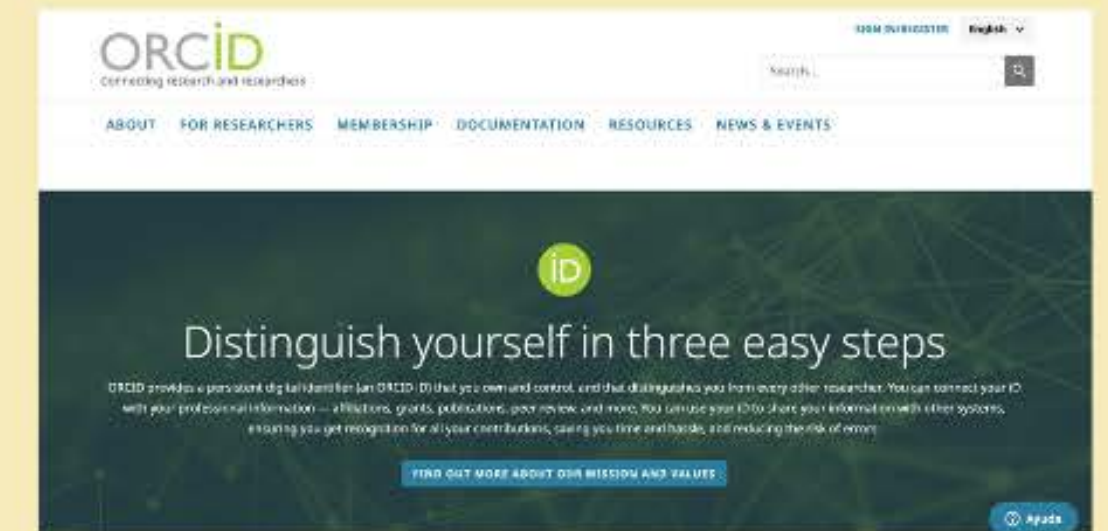 ORCID
Connecting research and researchers
SIGN IN/REGISTER English
Search...
ABOUT FOR RESEARCHERS MEMBERSHIP DOCUMENTATION RESOURCES NEWS & EVENTS
iD
Distinguish yourself in three easy steps
ORCID provides a persistent digital identifier (an ORCID iD) that you own and control, and that distinguishes you from every other researcher. You can connect your iD
with your professional information — affiliations, grants, publications, peer review, and more. You can use your iD to share your information with other systems,
ensuring you get recognition for all your contributions, saving you time and hassle, and reducing the risk of errors.
FIND OUT MORE ABOUT OUR MISSION AND VALUES
Ayuda